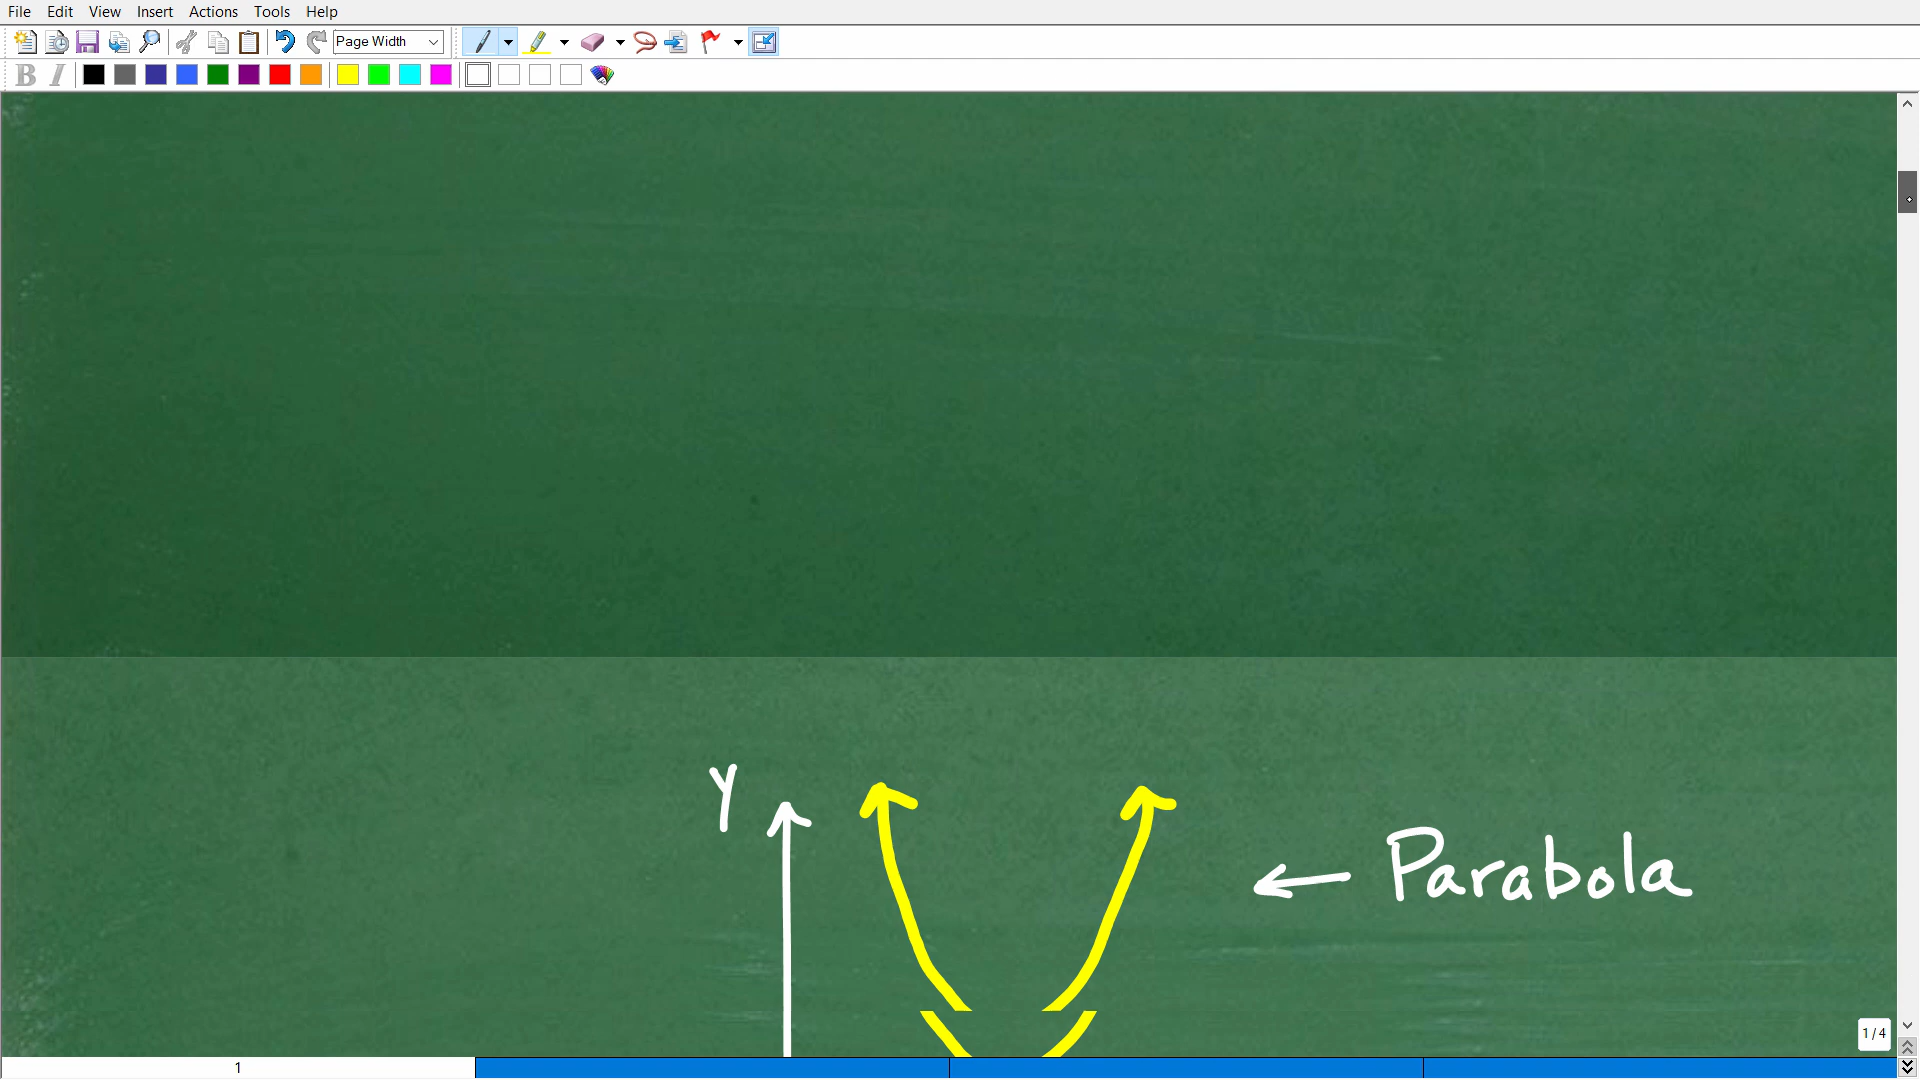 File Edit View Insert Actions Tools Help
Page Width
B I
Y
← Parabola
1 / 4
1